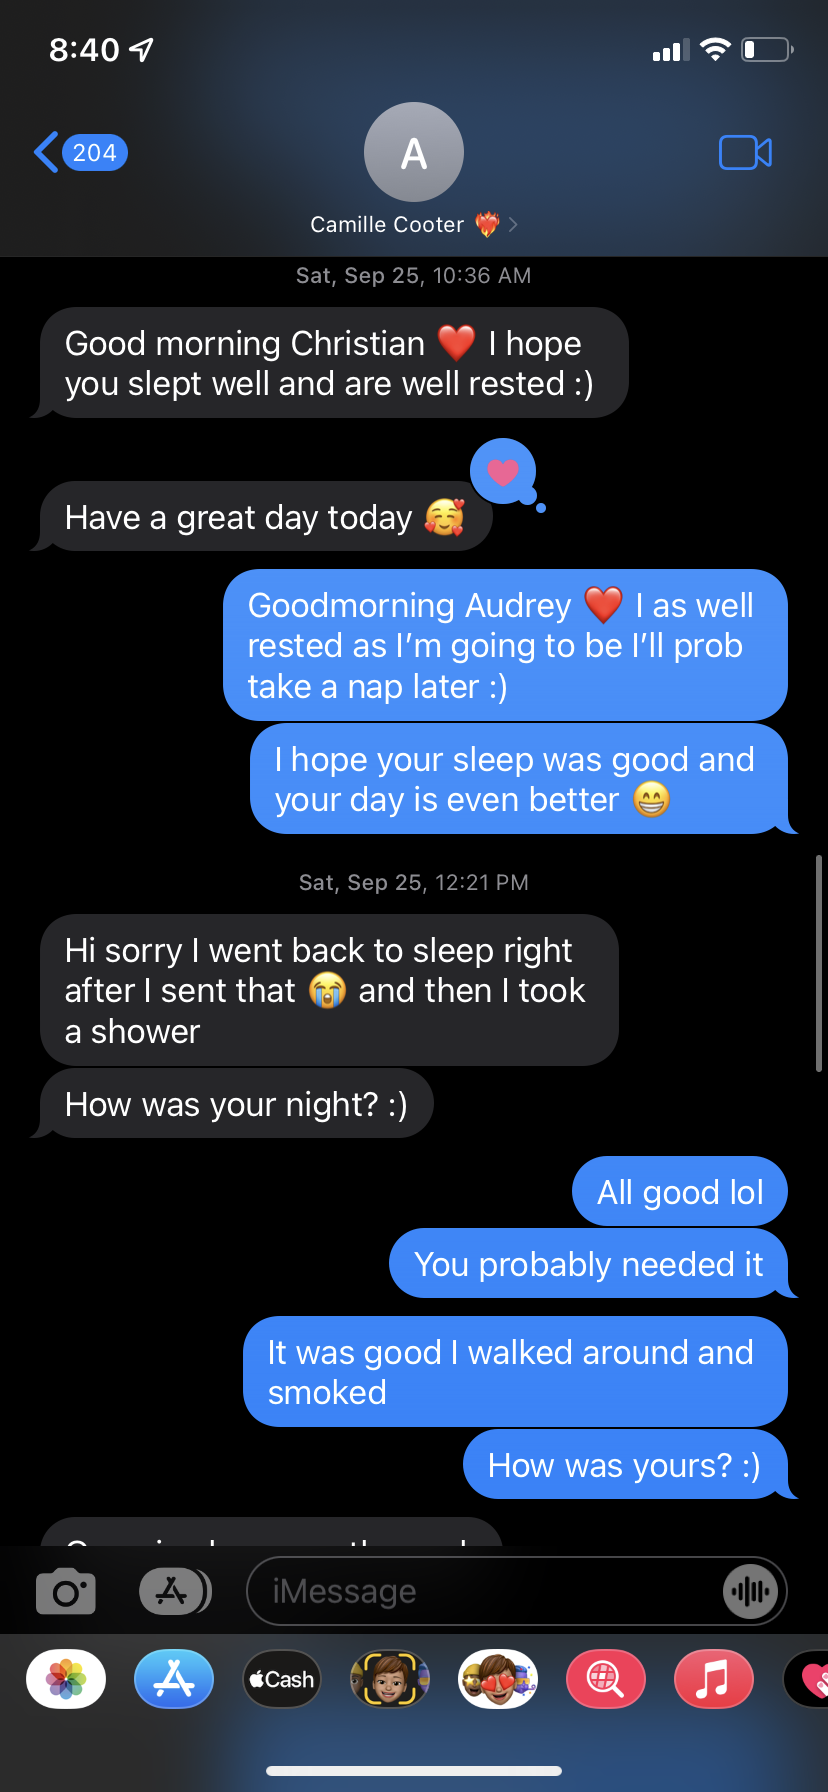 8:40
204
A
Camille Cooter ❤️‍🔥
Sat, Sep 25, 10:36 AM
Good morning Christian ❤️ I hope
you slept well and are well rested :)
Have a great day today 🥰
Goodmorning Audrey ❤️ I as well
rested as I’m going to be I’ll prob
take a nap later :)
I hope your sleep was good and
your day is even better 😁
Sat, Sep 25, 12:21 PM
Hi sorry I went back to sleep right
after I sent that 😭 and then I took
a shower
How was your night? :)
All good lol
You probably needed it
It was good I walked around and
smoked
How was yours? :)
iMessage
Cash